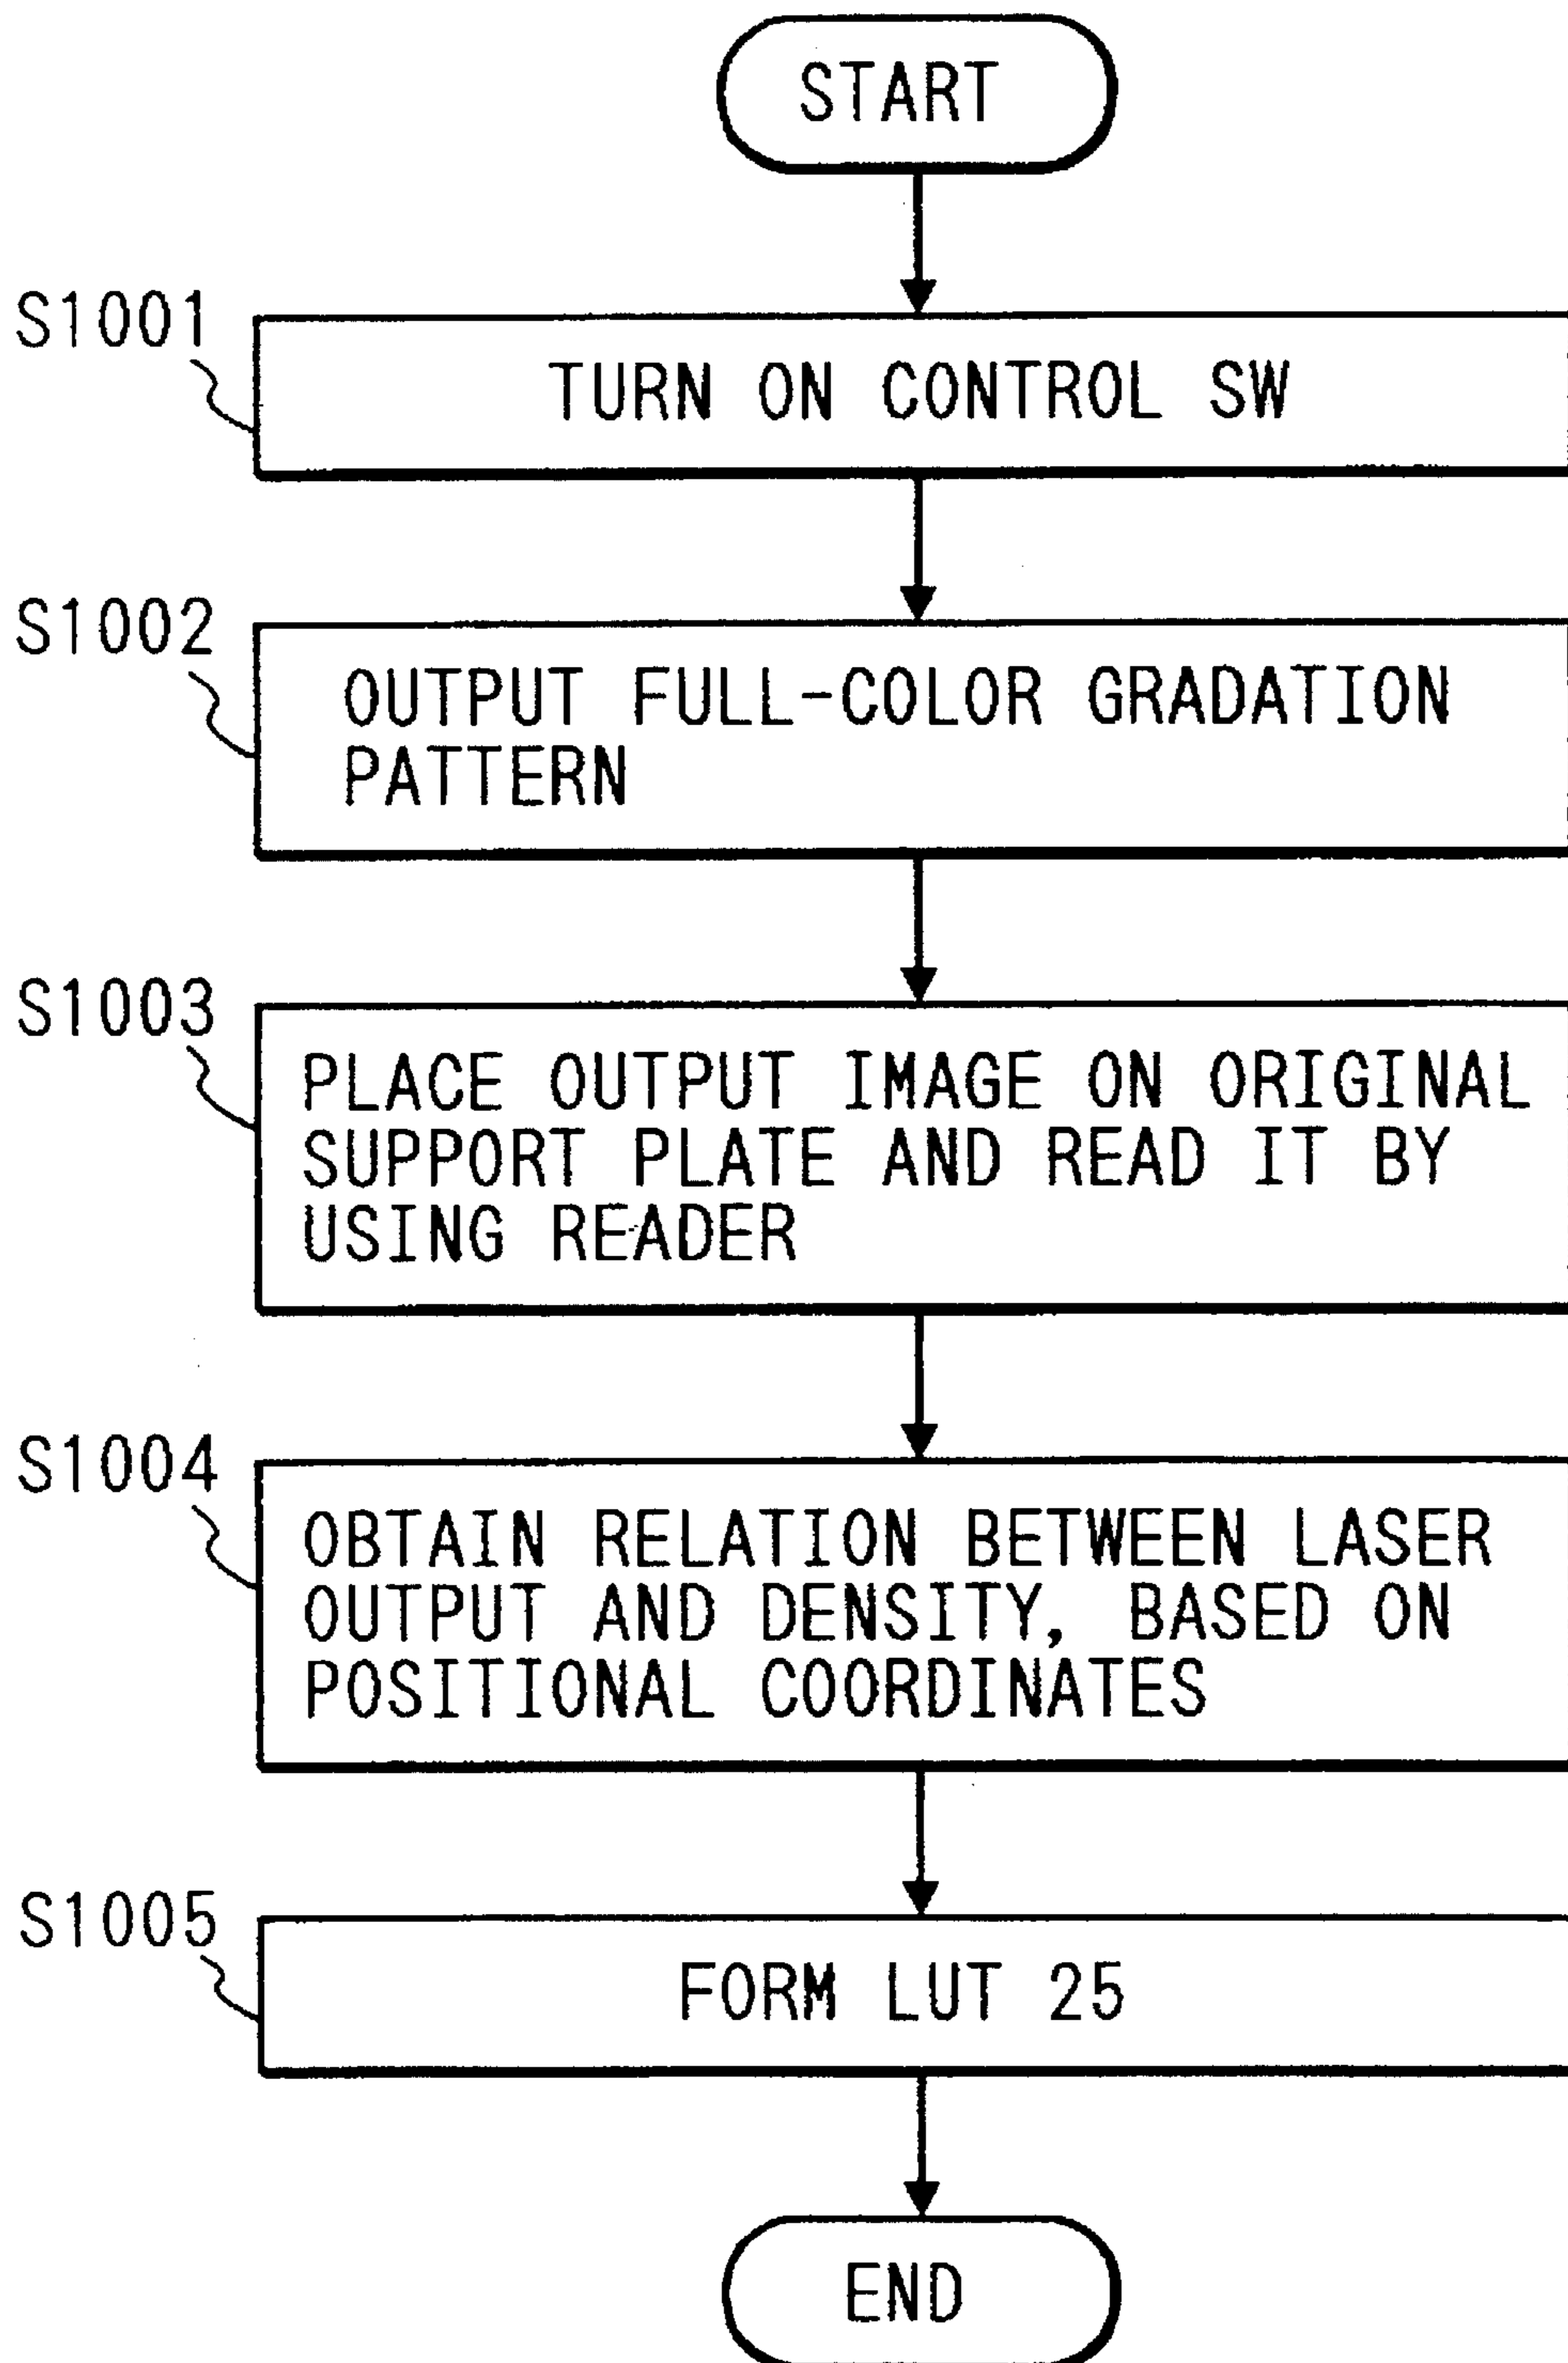 START
S1001
TURN ON CONTROL SW
S1002
OUTPUT FULL-COLOR GRADATION
PATTERN
S1003
PLACE OUTPUT IMAGE ON ORIGINAL
SUPPORT PLATE AND READ IT BY
USING READER
S1004
OBTAIN RELATION BETWEEN LASER
OUTPUT AND DENSITY, BASED ON
POSITIONAL COORDINATES
S1005
FORM LUT 25
END